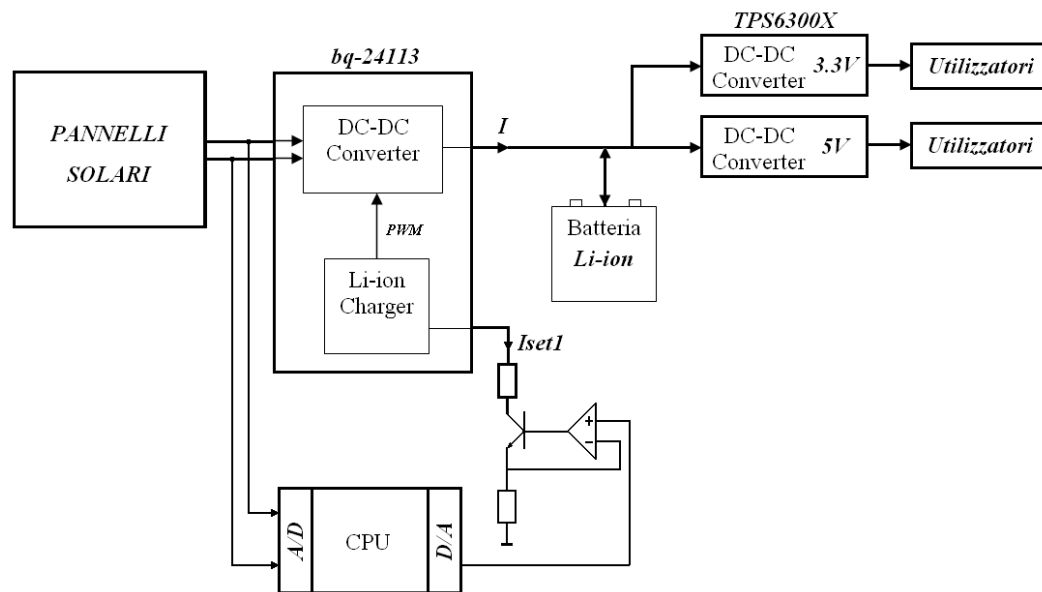 TPS6300X
bq-24113
DC-DC
Converter
3.3V
Utilizzatori
PANNELLI
SOLARI
DC-DC
Converter
I
DC-DC
Converter
5V
Utilizzatori
PWM
Batteria
Li-ion
Li-ion
Charger
Iset1
+
−
A/D
CPU
D/A